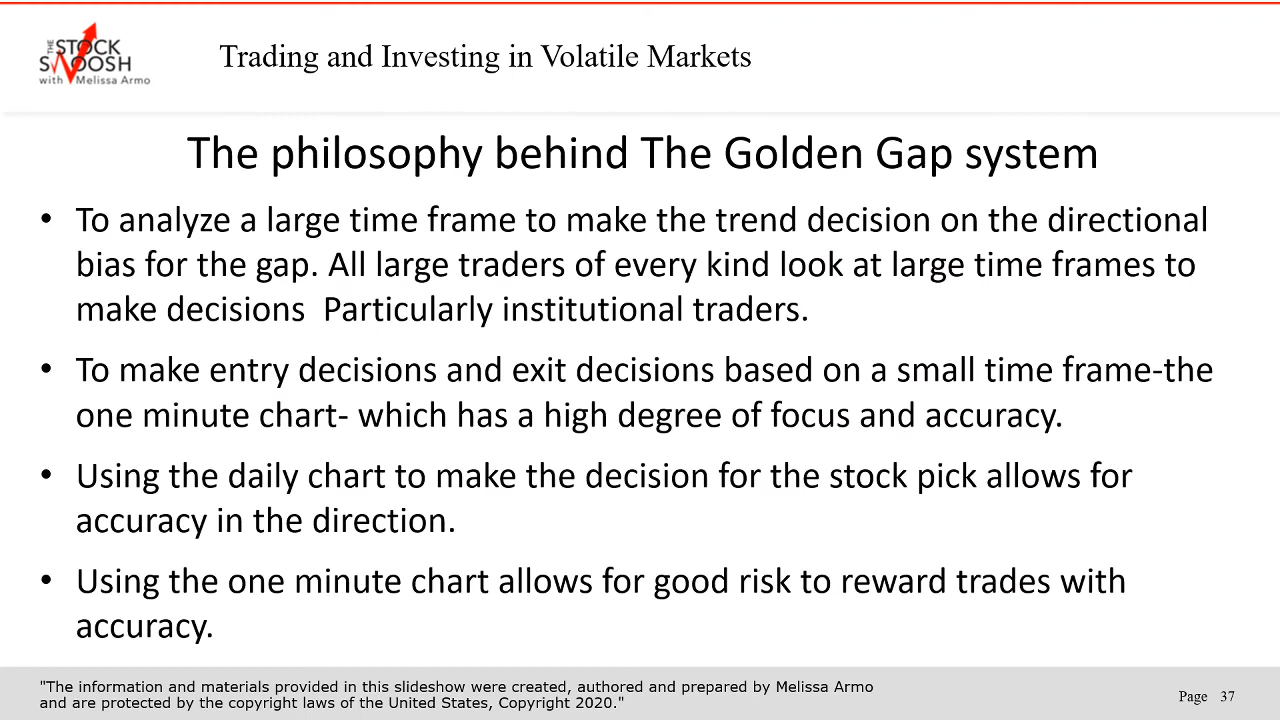 THE STOCK
SWOOSH
with Melissa Armo
Trading and Investing in Volatile Markets
The philosophy behind The Golden Gap system
• To analyze a large time frame to make the trend decision on the directional
bias for the gap. All large traders of every kind look at large time frames to
make decisions  Particularly institutional traders.
• To make entry decisions and exit decisions based on a small time frame-the
one minute chart- which has a high degree of focus and accuracy.
• Using the daily chart to make the decision for the stock pick allows for
accuracy in the direction.
• Using the one minute chart allows for good risk to reward trades with
accuracy.
"The information and materials provided in this slideshow were created, authored and prepared by Melissa Armo
and are protected by the copyright laws of the United States, Copyright 2020."
Page 37